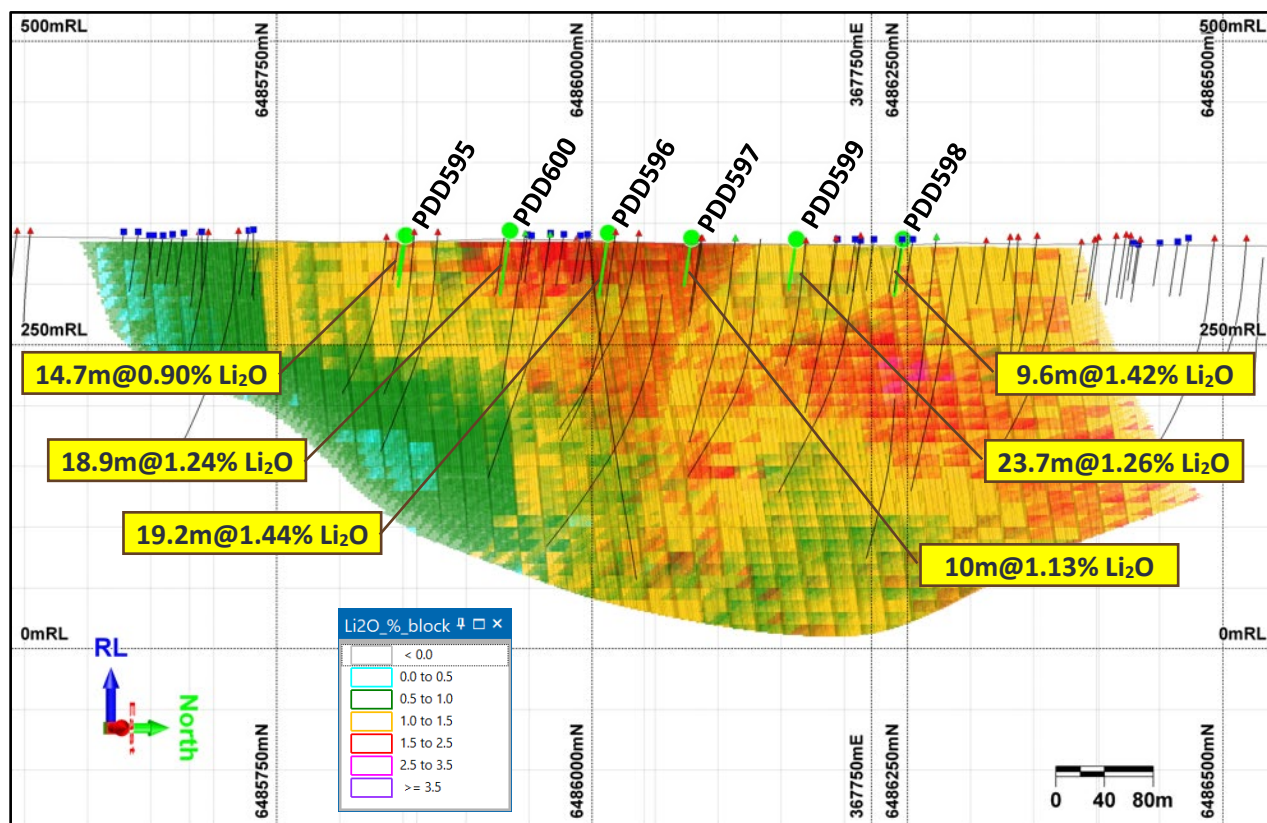 500mRL
6485750mN
6486000mN
367750mE
6486250mN
500mRL
6486500mN
PDD595
PDD600
PDD596
PDD597
PDD599
PDD598
250mRL
250mRL
14.7m@0.90% Li₂O
9.6m@1.42% Li₂O
18.9m@1.24% Li₂O
23.7m@1.26% Li₂O
19.2m@1.44% Li₂O
10m@1.13% Li₂O
0mRL
0mRL
Li2O_%_block
< 0.0
0.0 to 0.5
0.5 to 1.0
1.0 to 1.5
1.5 to 2.5
2.5 to 3.5
>= 3.5
RL
North
6485750mN
6486000mN
367750mE
6486250mN
6486500mN
0 40 80m